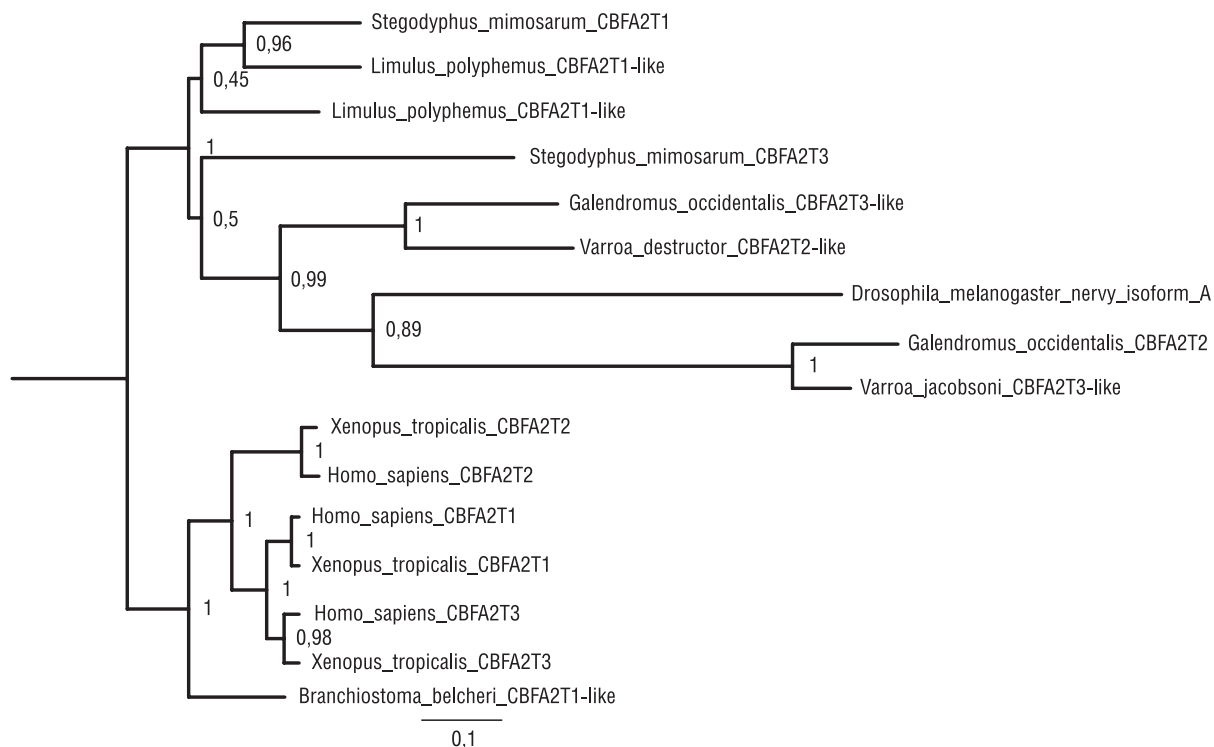 Stegodyphus_mimosarum_CBFA2T1
0,96
Limulus_polyphemus_CBFA2T1-like
0,45
Limulus_polyphemus_CBFA2T1-like
1
Stegodyphus_mimosarum_CBFA2T3
Galendromus_occidentalis_CBFA2T3-like
0,5
1
Varroa_destructor_CBFA2T2-like
0,99
Drosophila_melanogaster_nervy_isoform_A
0,89
Galendromus_occidentalis_CBFA2T2
1
Varroa_jacobsoni_CBFA2T3-like
Xenopus_tropicalis_CBFA2T2
1
Homo_sapiens_CBFA2T2
Homo_sapiens_CBFA2T1
1
1
Xenopus_tropicalis_CBFA2T1
1
Homo_sapiens_CBFA2T3
1
0,98
Xenopus_tropicalis_CBFA2T3
Branchiostoma_belcheri_CBFA2T1-like
0,1